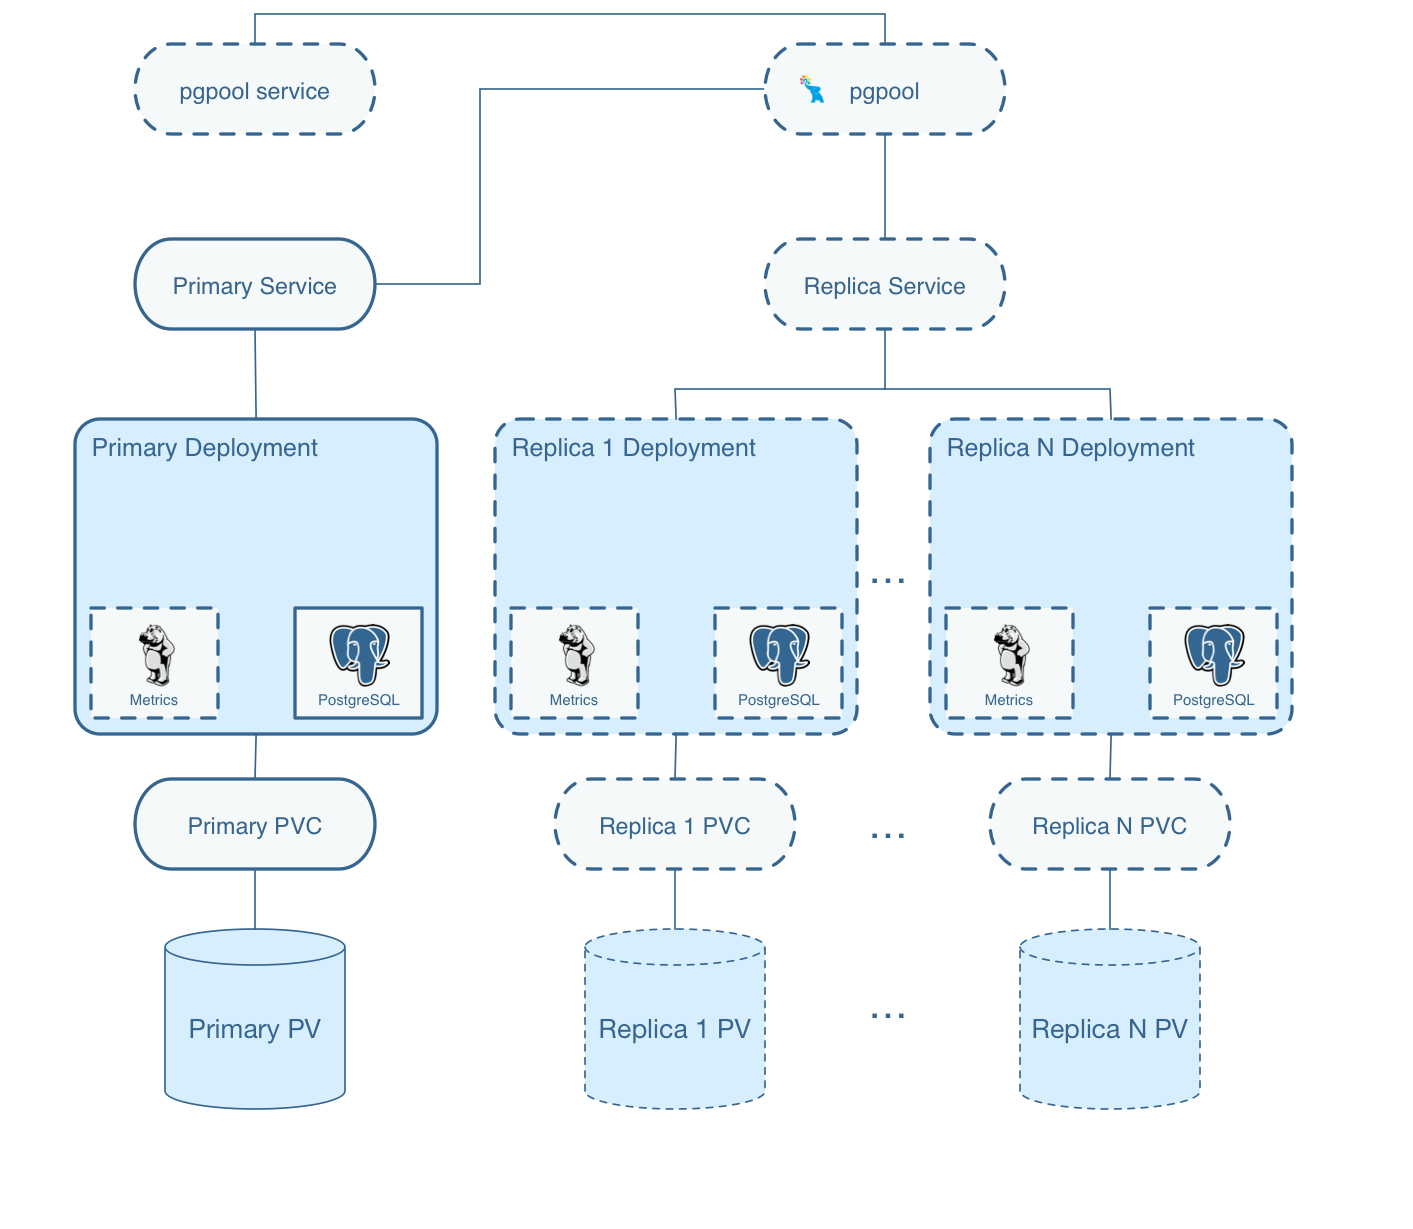 pgpool service
pgpool
Primary Service
Replica Service
Primary Deployment
Replica 1 Deployment
Replica N Deployment
...
Metrics
PostgreSQL
Metrics
PostgreSQL
Metrics
PostgreSQL
Primary PVC
Replica 1 PVC
...
Replica N PVC
Primary PV
Replica 1 PV
...
Replica N PV